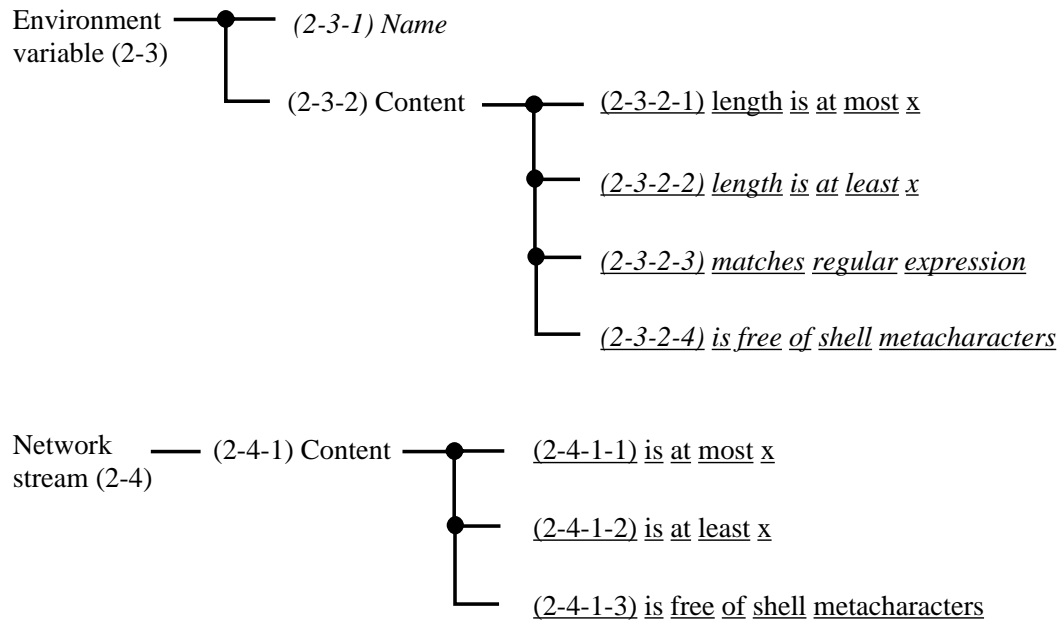 Environment
variable (2-3)
(2-3-1) Name
(2-3-2) Content
(2-3-2-1) length is at most x
(2-3-2-2) length is at least x
(2-3-2-3) matches regular expression
(2-3-2-4) is free of shell metacharacters
Network
stream (2-4)
(2-4-1) Content
(2-4-1-1) is at most x
(2-4-1-2) is at least x
(2-4-1-3) is free of shell metacharacters